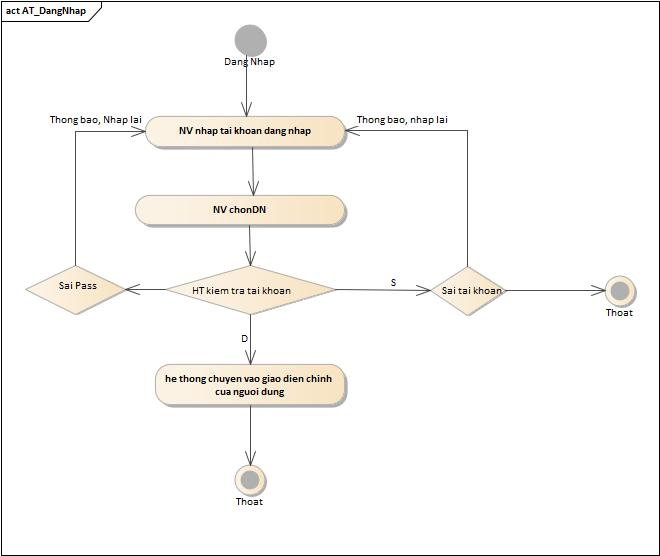 act AT_DangNhap
Dang Nhap
Thong bao, Nhap lai
NV nhap tai khoan dang nhap
Thong bao, nhap lai
NV chonDN
Sai Pass
HT kiem tra tai khoan
S
Sai tai khoan
Thoat
D
he thong chuyen vao giao dien chinh
cua nguoi dung
Thoat